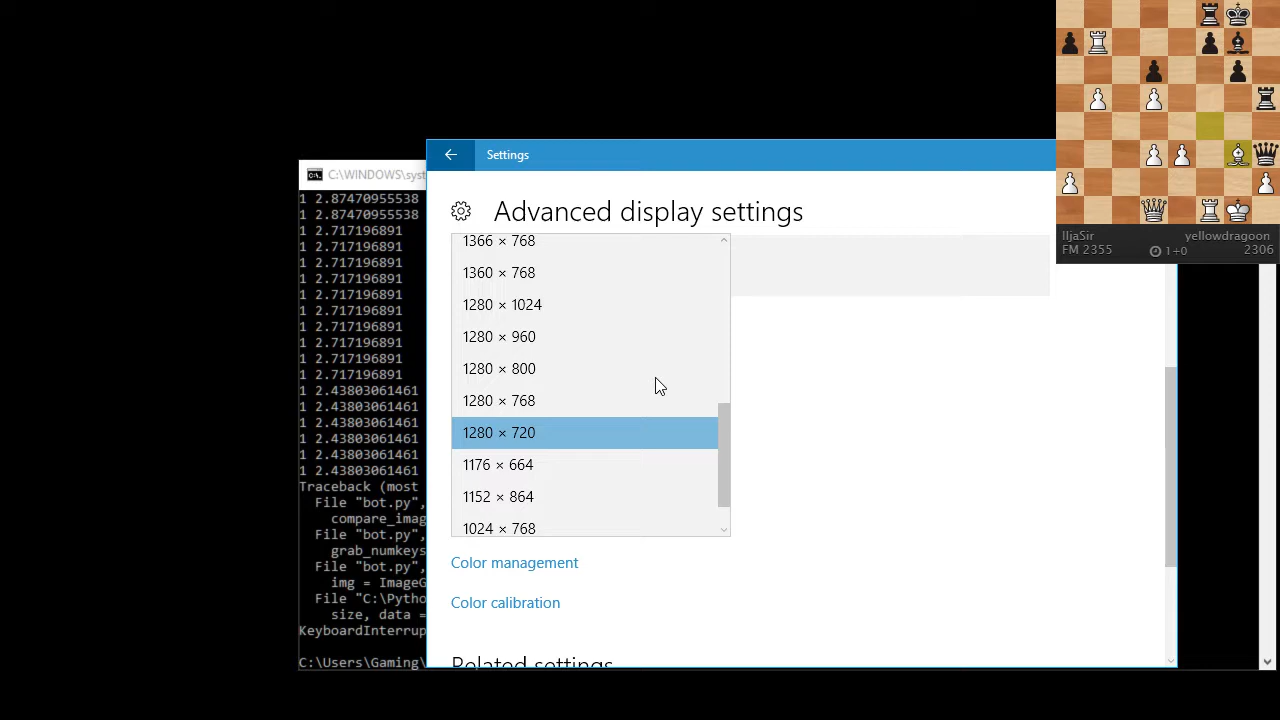 C:\WINDOWS\syst
1 2.87470955538
1 2.87470955538
1 2.717196891
1 2.717196891
1 2.717196891
1 2.717196891
1 2.717196891
1 2.717196891
1 2.717196891
1 2.717196891
1 2.717196891
1 2.717196891
1 2.43803061461
1 2.43803061461
1 2.43803061461
1 2.43803061461
1 2.43803061461
1 2.43803061461
Traceback (most
File "bot.py",
compare_imag
File "bot.py",
grab_numkeys
File "bot.py",
img = ImageG
File "C:\Pytho
size, data =
KeyboardInterrup
C:\Users\Gaming\
Settings
Advanced display settings
1366 × 768
1360 × 768
1280 × 1024
1280 × 960
1280 × 800
1280 × 768
1280 × 720
1176 × 664
1152 × 864
1024 × 768
Color management
Color calibration
Related settings
IljaSir yellowdragoon
FM 2355 1+0 2306